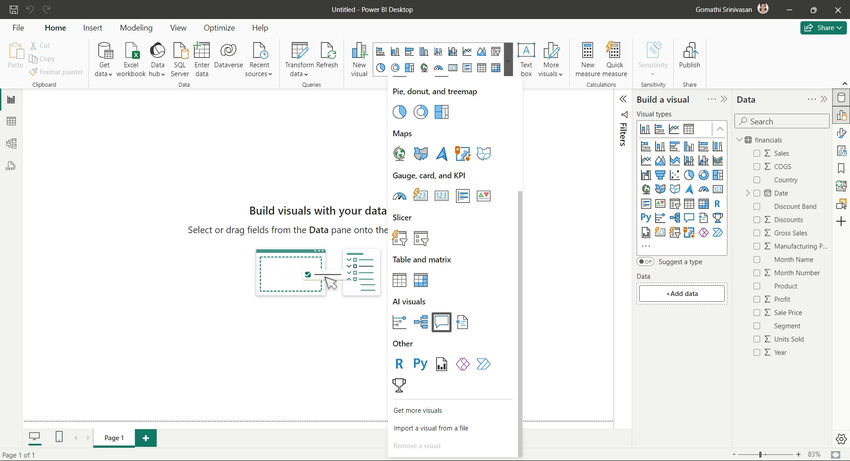 Untitled - Power BI Desktop
Gomathi Srinivasan
File
Home
Insert
Modeling
View
Optimize
Help
Share
Paste
Cut
Copy
Format painter
Clipboard
Get data
Excel workbook
Data hub
SQL Server
Enter data
Dataverse
Recent sources
Data
Transform data
Refresh
Queries
New visual
Text box
More visuals
New measure
Quick measure
Calculations
Sensitivity
Sensitivity
Publish
Share
Pie, donut, and treemap
Maps
Gauge, card, and KPI
123
123
Slicer
Table and matrix
AI visuals
Other
R
Py
Get more visuals
Import a visual from a file
Remove a visual
Build visuals with your data
Select or drag fields from the Data pane onto the
Filters
Build a visual
Visual types
R
Py
Suggest a type
Off
Data
+Add data
Data
Search
financials
Sales
COGS
Country
Date
Discount Band
Discounts
Gross Sales
Manufacturing P...
Month Name
Month Number
Product
Profit
Sale Price
Segment
Units Sold
Year
Page 1
Page 1 of 1
83%